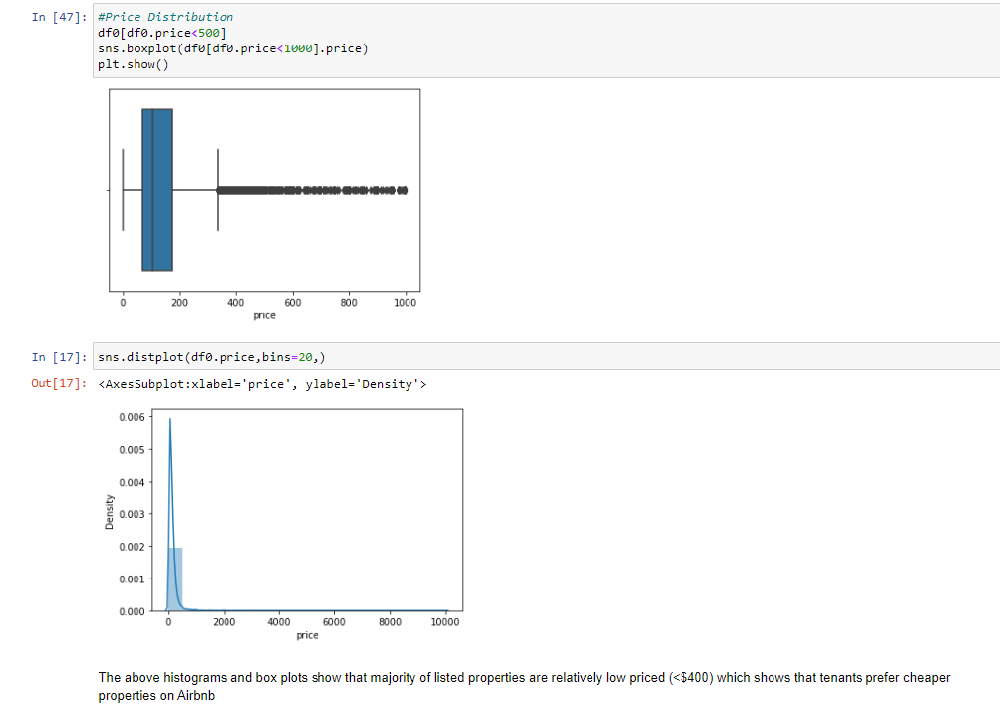 In [47]: #Price Distribution
df0[df0.price<500]
sns.boxplot(df0[df0.price<1000].price)
plt.show()
0 200 400 600 800 1000
price
In [17]: sns.distplot(df0.price,bins=20,)
Out[17]: <AxesSubplot:xlabel='price', ylabel='Density'>
0.006
0.005
0.004
0.003
0.002
0.001
0.000
Density
0 2000 4000 6000 8000 10000
price
The above histograms and box plots show that majority of listed properties are relatively low priced (<$400) which shows that tenants prefer cheaper
properties on Airbnb